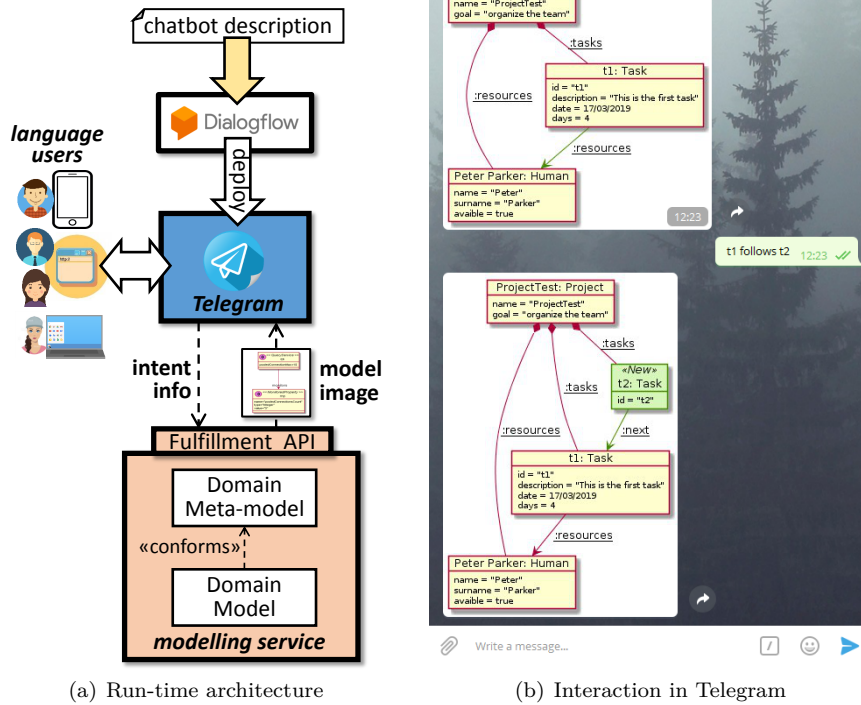 chatbot description
Dialogflow
deploy
language
users
Telegram
intent
info
model
image
Fulfillment API
Domain
Meta-model
«conforms»
Domain
Model
modelling service
(a) Run-time architecture
name = "ProjectTest"
goal = "organize the team"
:tasks
t1: Task
id = "t1"
description = "This is the first task"
date = 17/03/2019
days = 4
:resources
:resources
Peter Parker: Human
name = "Peter"
surname = "Parker"
avaible = true
12:23
t1 follows t2 12:23
ProjectTest: Project
name = "ProjectTest"
goal = "organize the team"
:tasks
«New»
t2: Task
id = "t2"
:tasks
:resources
:next
t1: Task
id = "t1"
description = "This is the first task"
date = 17/03/2019
days = 4
:resources
Peter Parker: Human
name = "Peter"
surname = "Parker"
avaible = true
Write a message...
(b) Interaction in Telegram